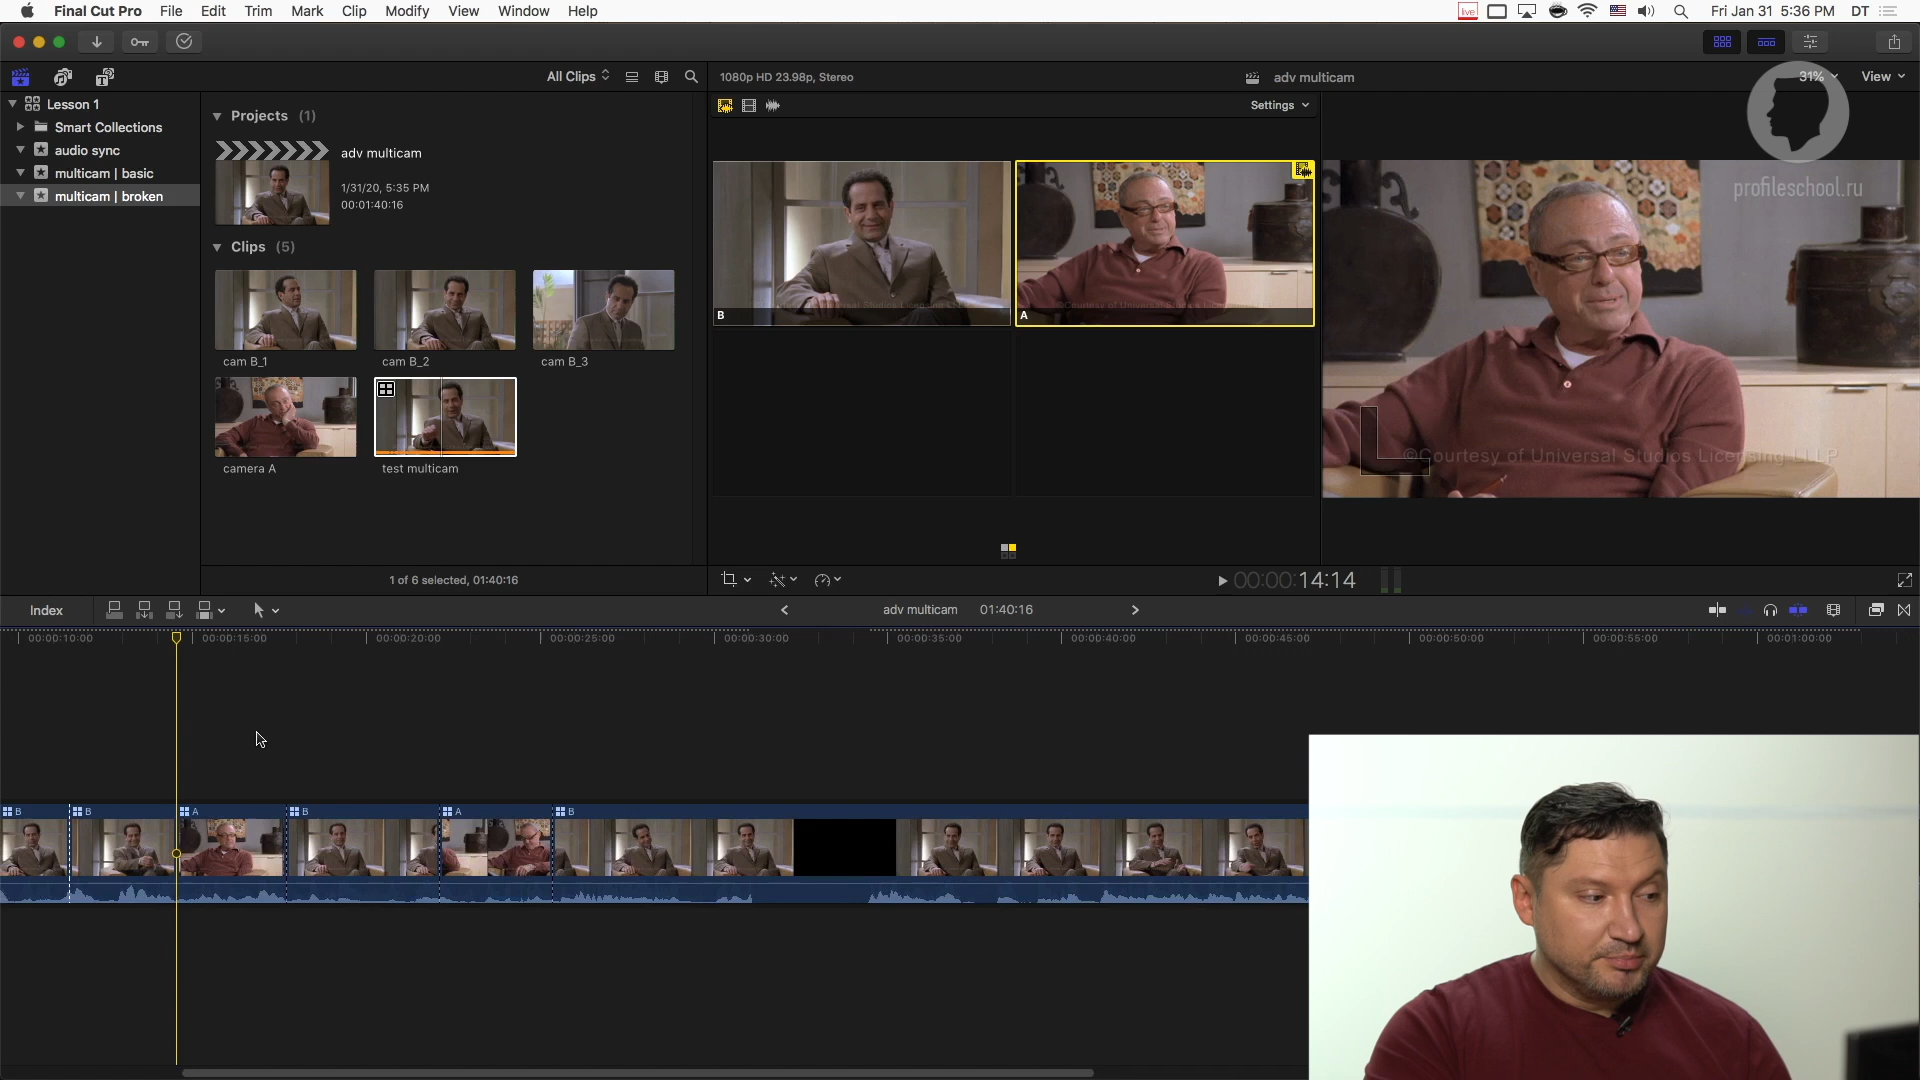 Final Cut Pro File Edit Trim Mark Clip Modify View Window Help
live Fri Jan 31 5:36 PM DT
All Clips
1080p HD 23.98p, Stereo
adv multicam
31% View
Lesson 1
Smart Collections
audio sync
multicam | basic
multicam | broken
Projects (1)
adv multicam
1/31/20, 5:35 PM
00:01:40:16
Clips (5)
cam B_1
cam B_2
cam B_3
camera A
test multicam
1 of 6 selected, 01:40:16
Settings
B
A
profileschool.ru
©Courtesy of Universal Studios Licensing LLLP
00:00:14:14
Index
adv multicam 01:40:16
00:00:10:00 00:00:15:00 00:00:20:00 00:00:25:00 00:00:30:00 00:00:35:00 00:00:40:00 00:00:45:00 00:00:50:00 00:00:55:00 00:01:00:00
B B A B A B